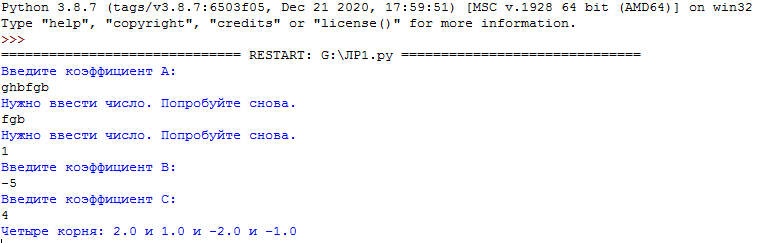 Python 3.8.7 (tags/v3.8.7:6503f05, Dec 21 2020, 17:59:51) [MSC v.1928 64 bit (AMD64)] on win32
Type "help", "copyright", "credits" or "license()" for more information.
>>>
============================== RESTART: G:\ЛР1.py ==============================
Введите коэффициент А:
ghbfgb
Нужно ввести число. Попробуйте снова.
fgb
Нужно ввести число. Попробуйте снова.
1
Введите коэффициент В:
-5
Введите коэффициент С:
4
Четыре корня: 2.0 и 1.0 и -2.0 и -1.0